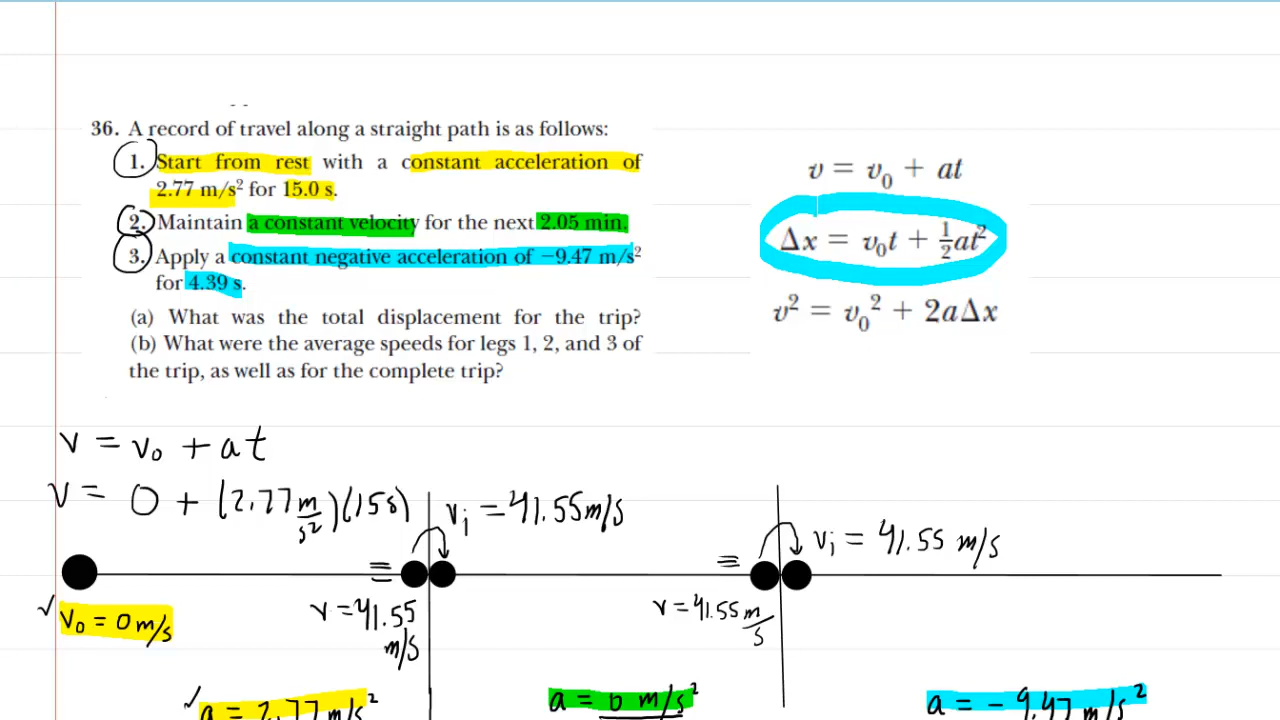 36. A record of travel along a straight path is as follows:
1. Start from rest with a constant acceleration of
2.77 m/s² for 15.0 s.
2. Maintain a constant velocity for the next 2.05 min.
3. Apply a constant negative acceleration of −9.47 m/s²
for 4.39 s.
(a) What was the total displacement for the trip?
(b) What were the average speeds for legs 1, 2, and 3 of
the trip, as well as for the complete trip?
v = v₀ + at
Δx = v₀t + ½at²
v² = v₀² + 2aΔx
v = v₀ + at
v = 0 + (2.77 m/s²)(15s)
vᵢ = 41.55 m/s
vᵢ = 41.55 m/s
v₀ = 0 m/s
v = 41.55
m/s
v = 41.55 m/s
a = 2.77 m/s²
a = 0 m/s²
a = −9.47 m/s²